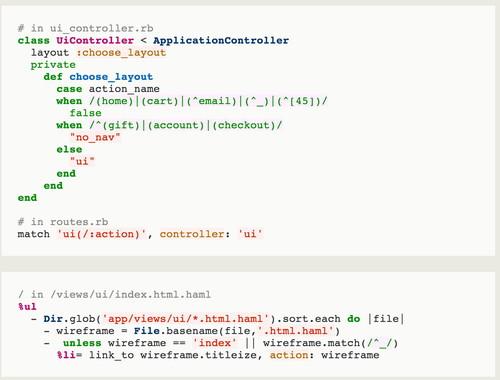 # in ui_controller.rb
class UiController < ApplicationController
  layout :choose_layout
  private
    def choose_layout
      case action_name
      when /(home)|(cart)|(^email)|(^_)|(^[45])/
        false
      when /^(gift)|(account)|(checkout)/
        "no_nav"
      else
        "ui"
      end
    end
end

# in routes.rb
match 'ui(/:action)', controller: 'ui'

/ in /views/ui/index.html.haml
%ul
  - Dir.glob('app/views/ui/*.html.haml').sort.each do |file|
    - wireframe = File.basename(file,'.html.haml')
    -  unless wireframe == 'index' || wireframe.match(/^_/)
      %li= link_to wireframe.titleize, action: wireframe